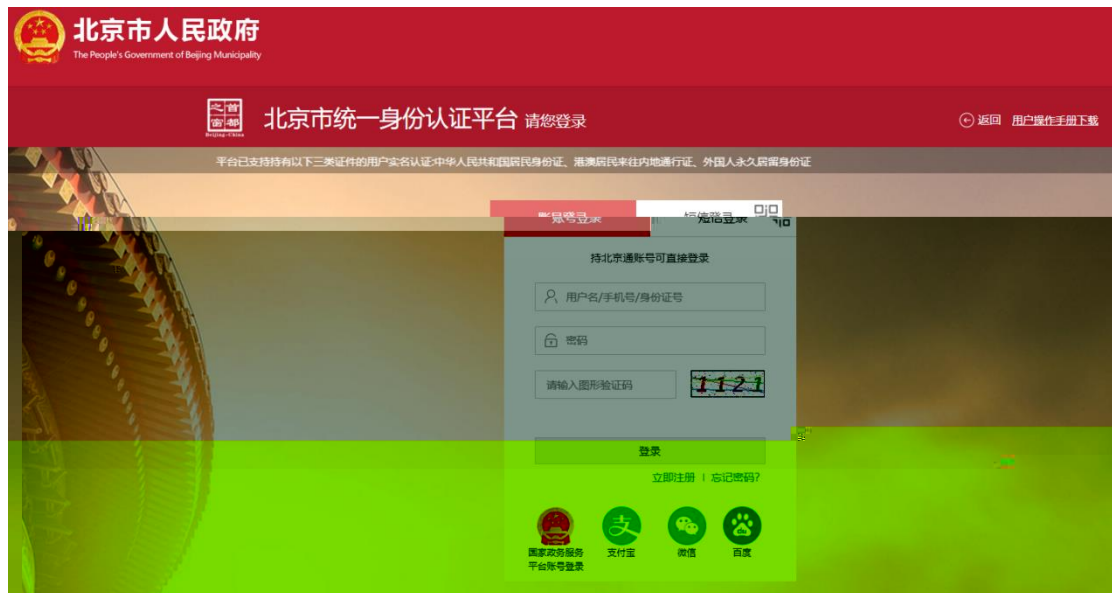 北京市人民政府
The People's Government of Beijing Municipality
首都之窗
Beijing-China
北京市统一身份认证平台 请您登录
返回 用户操作手册下载
平台已支持持有以下三类证件的用户实名认证:中华人民共和国居民身份证、港澳居民来往内地通行证、外国人永久居留身份证
账号登录 短信登录
持北京通账号可直接登录
用户名/手机号/身份证号
密码
请输入图形验证码 1121
登录
立即注册 | 忘记密码?
国家政务服务 支付宝 微信 百度
平台账号登录